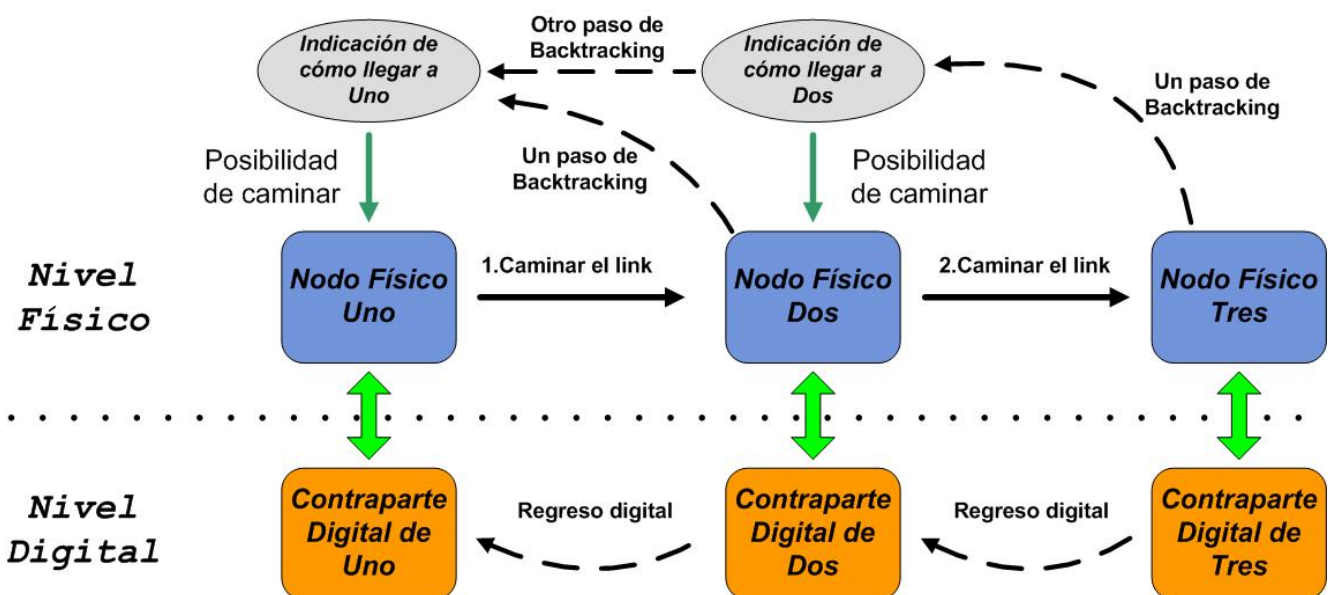 Otro paso de
Backtracking
Indicación de
cómo llegar a
Uno
Indicación de
cómo llegar a
Dos
Un paso de
Backtracking
Posibilidad
de caminar
Un paso de
Backtracking
Posibilidad
de caminar
Nivel
Físico
Nodo Físico
Uno
1.Caminar el link
Nodo Físico
Dos
2.Caminar el link
Nodo Físico
Tres
Nivel
Digital
Contraparte
Digital de
Uno
Regreso digital
Contraparte
Digital de
Dos
Regreso digital
Contraparte
Digital de
Tres